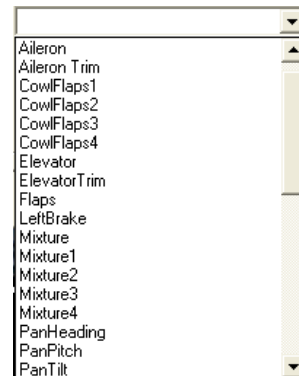 Aileron
Aileron Trim
CowlFlaps1
CowlFlaps2
CowlFlaps3
CowlFlaps4
Elevator
ElevatorTrim
Flaps
LeftBrake
Mixture
Mixture1
Mixture2
Mixture3
Mixture4
PanHeading
PanPitch
PanTilt